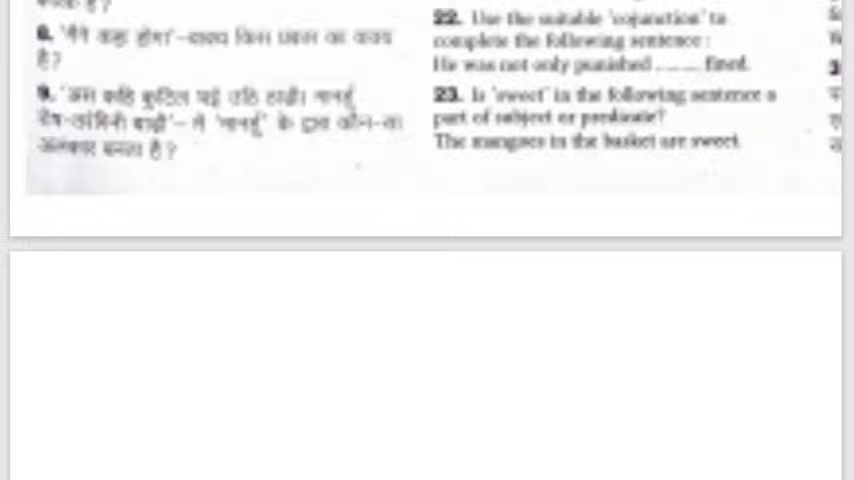 8. 'मैंने कहा होगा'–वाक्य किस प्रकार का वाक्य
है?
9. 'अस कहि कुटिल भई उठि ठाढ़ी। मानहुँ
रोष-तरंगिनी बाढ़ी'– में 'मानहुँ' के द्वारा कौन-सा
अलंकार बनता है?
22. Use the suitable 'cojunction' to
complete the following sentence :
He was not only punished ...... fined.
23. Is 'sweet' in the following sentence a
part of subject or predicate?
The mangoes in the basket are sweet.